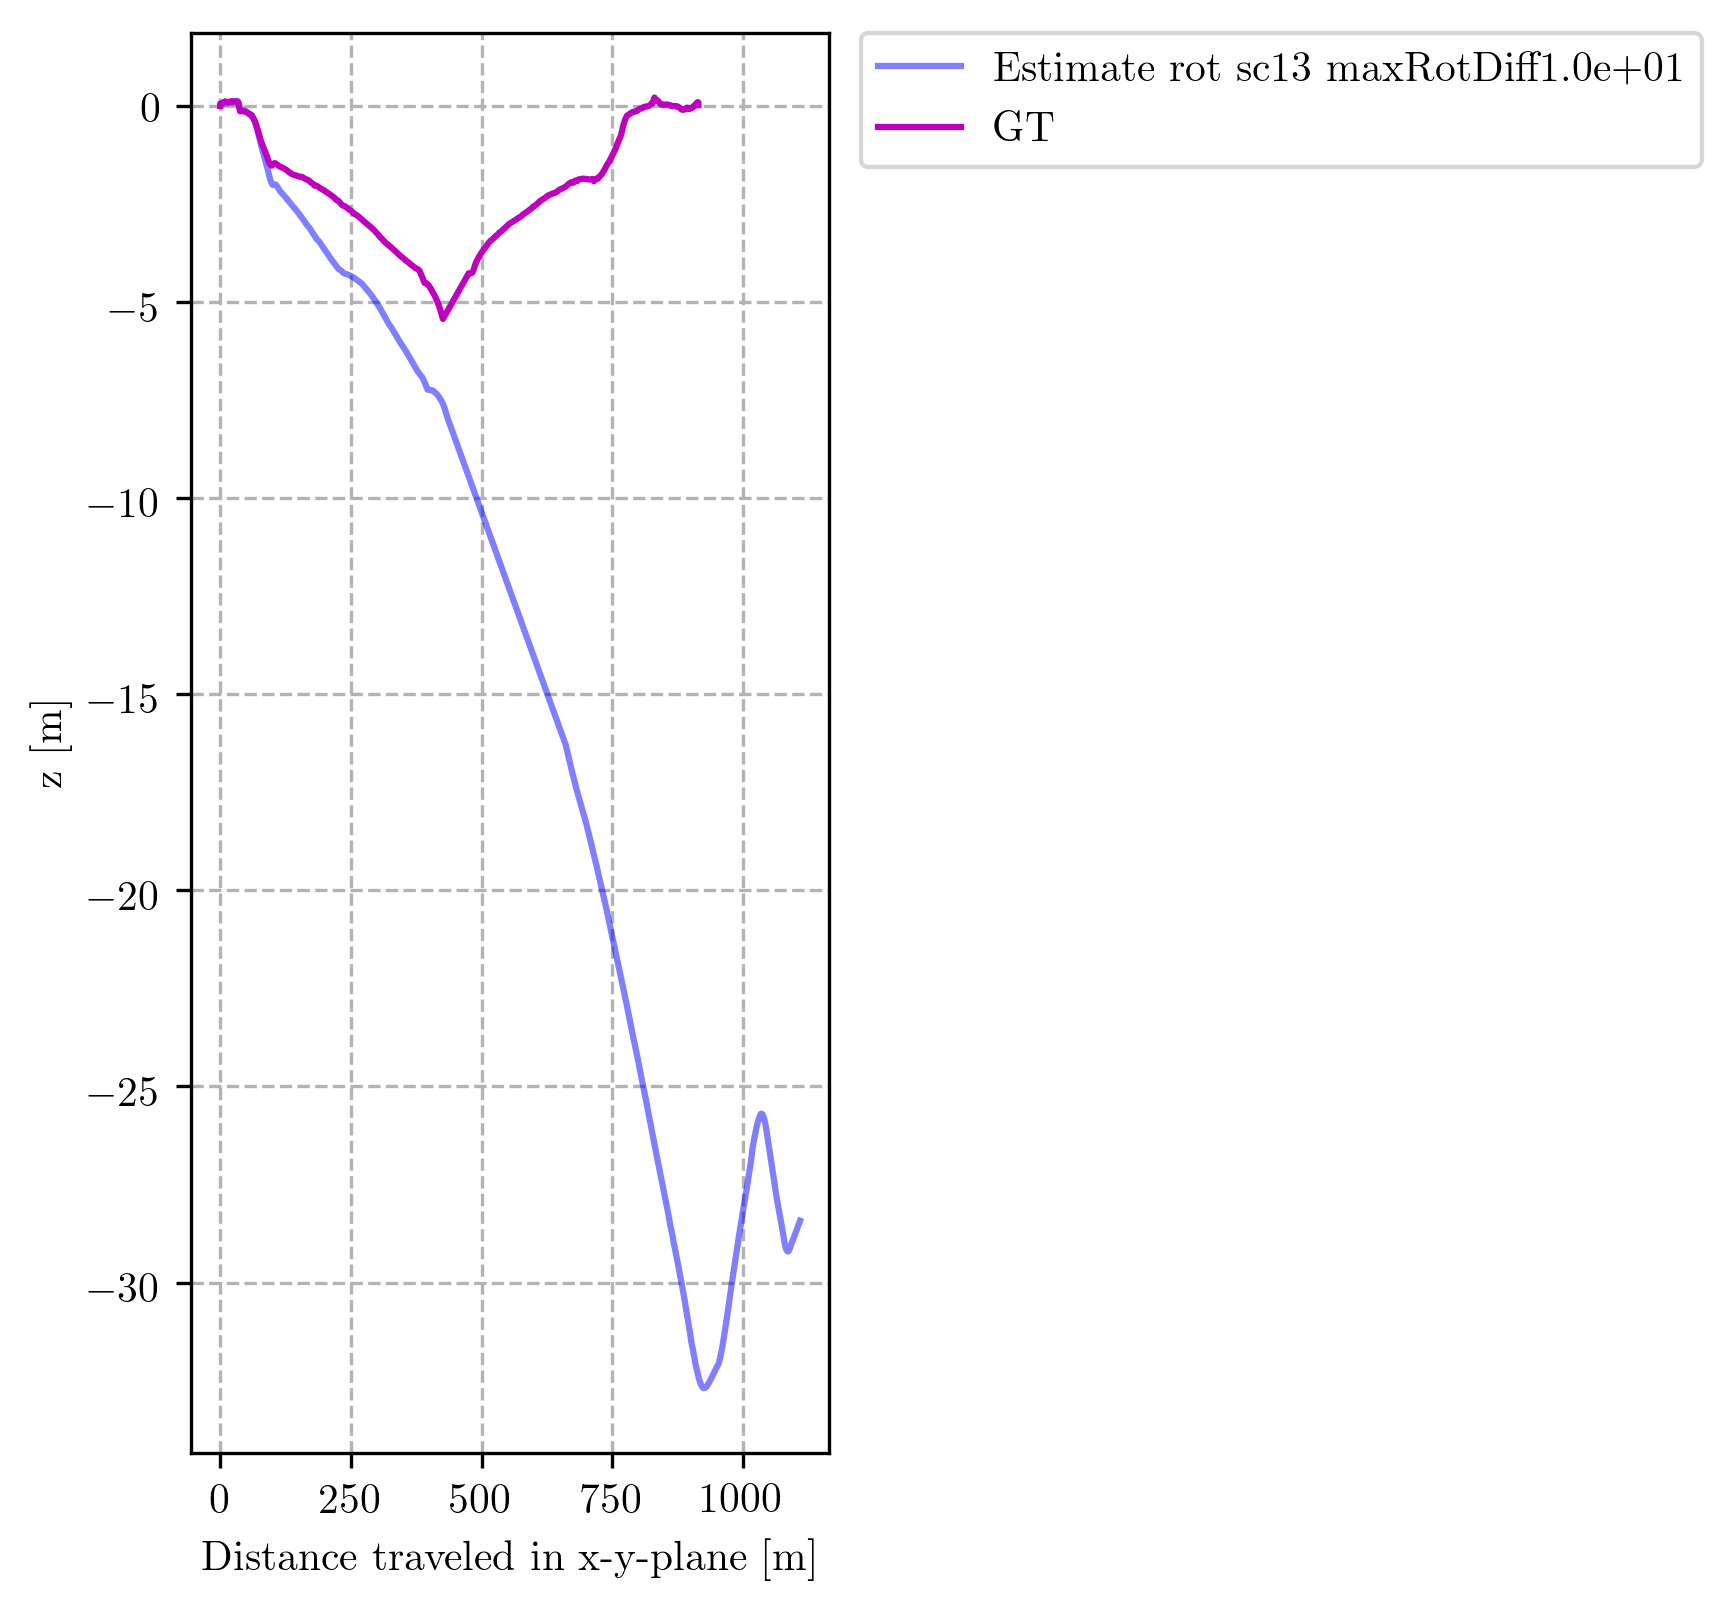 Estimate rot sc13 maxRotDiff1.0e+01
GT
0
−5
−10
−15
−20
−25
−30
z [m]
0 250 500 750 1000
Distance traveled in x-y-plane [m]